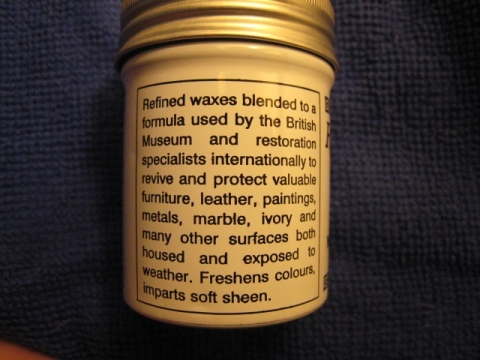 Refined waxes blended to a
formula used by the British
Museum and restoration
specialists internationally to
revive and protect valuable
furniture, leather, paintings,
metals, marble, ivory and
many other surfaces both
housed and exposed to
weather. Freshens colours,
imparts soft sheen.